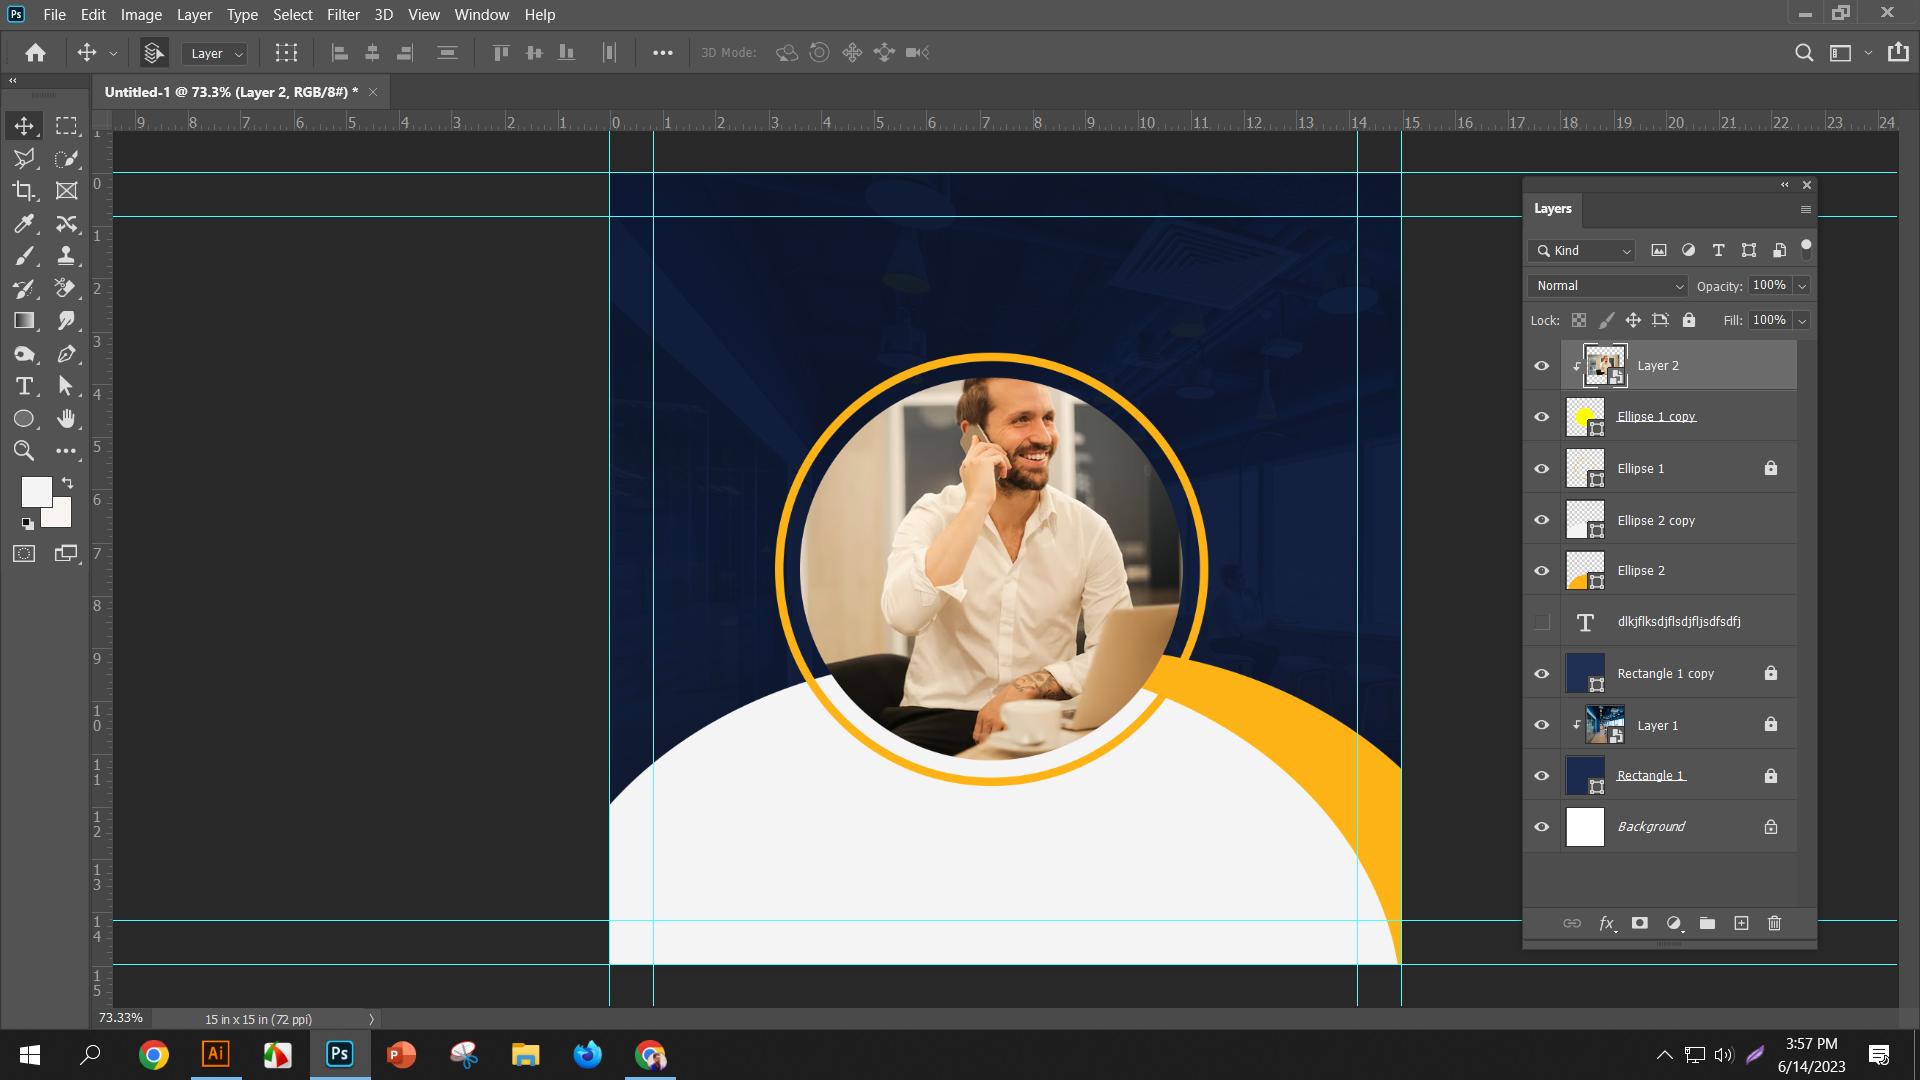 Ps File Edit Image Layer Type Select Filter 3D View Window Help
Layer 3D Mode:
Untitled-1 @ 73.3% (Layer 2, RGB/8#) *
9 8 7 6 5 4 3 2 1 0 1 2 3 4 5 6 7 8 9 10 11 12 13 14 15 16 17 18 19 20 21 22 23 24
1
0
1
2
3
4
5
6
7
8
9
10
11
12
13
14
15
Layers
Kind
Normal Opacity: 100%
Lock: Fill: 100%
Layer 2
Ellipse 1 copy
Ellipse 1
Ellipse 2 copy
Ellipse 2
T dlkjflksdjflsdjfljsdfsdfj
Rectangle 1 copy
Layer 1
Rectangle 1
Background
fx
73.33% 15 in x 15 in (72 ppi)
Ai Ps P
3:57 PM
6/14/2023